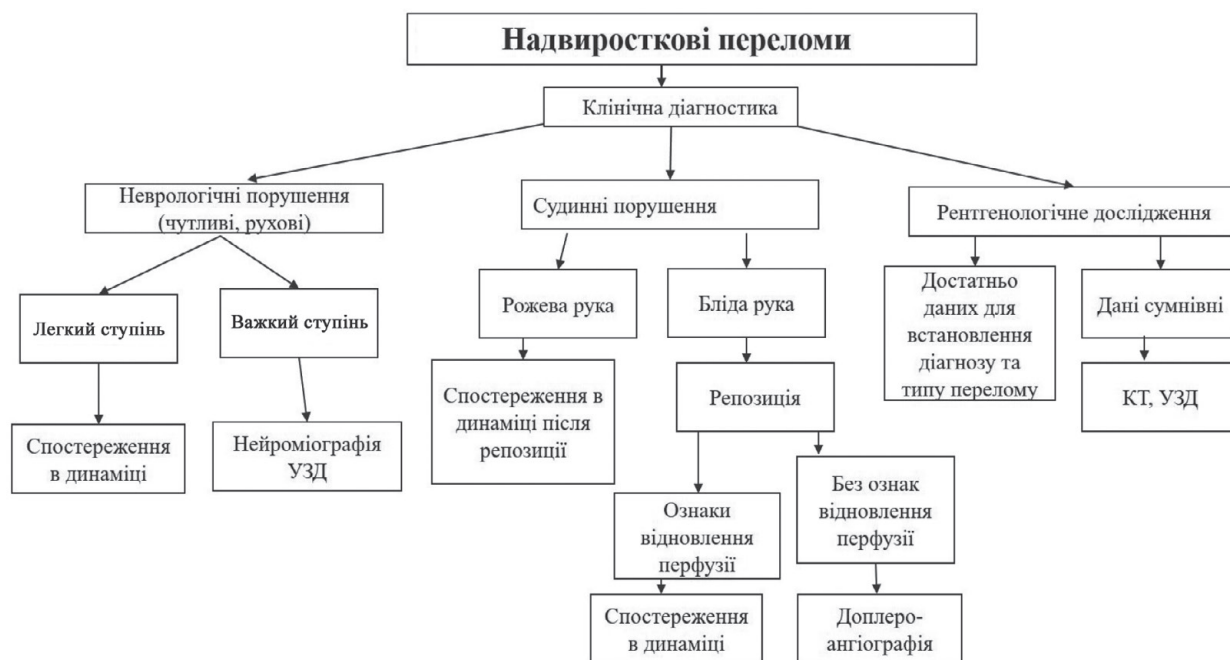 Надвиросткові переломи
Клінічна діагностика
Неврологічні порушення
(чутливі, рухові)
Судинні порушення
Рентгенологічне дослідження
Легкий ступінь
Важкий ступінь
Рожева рука
Бліда рука
Достатньо
даних для
встановлення
діагнозу та
типу перелому
Дані сумнівні
Спостереження
в динаміці
Нейроміографія
УЗД
Спостереження в
динаміці після
репозиції
Репозиція
КТ, УЗД
Ознаки
відновлення
перфузії
Без ознак
відновлення
перфузії
Спостереження
в динаміці
Доплеро-
ангіографія